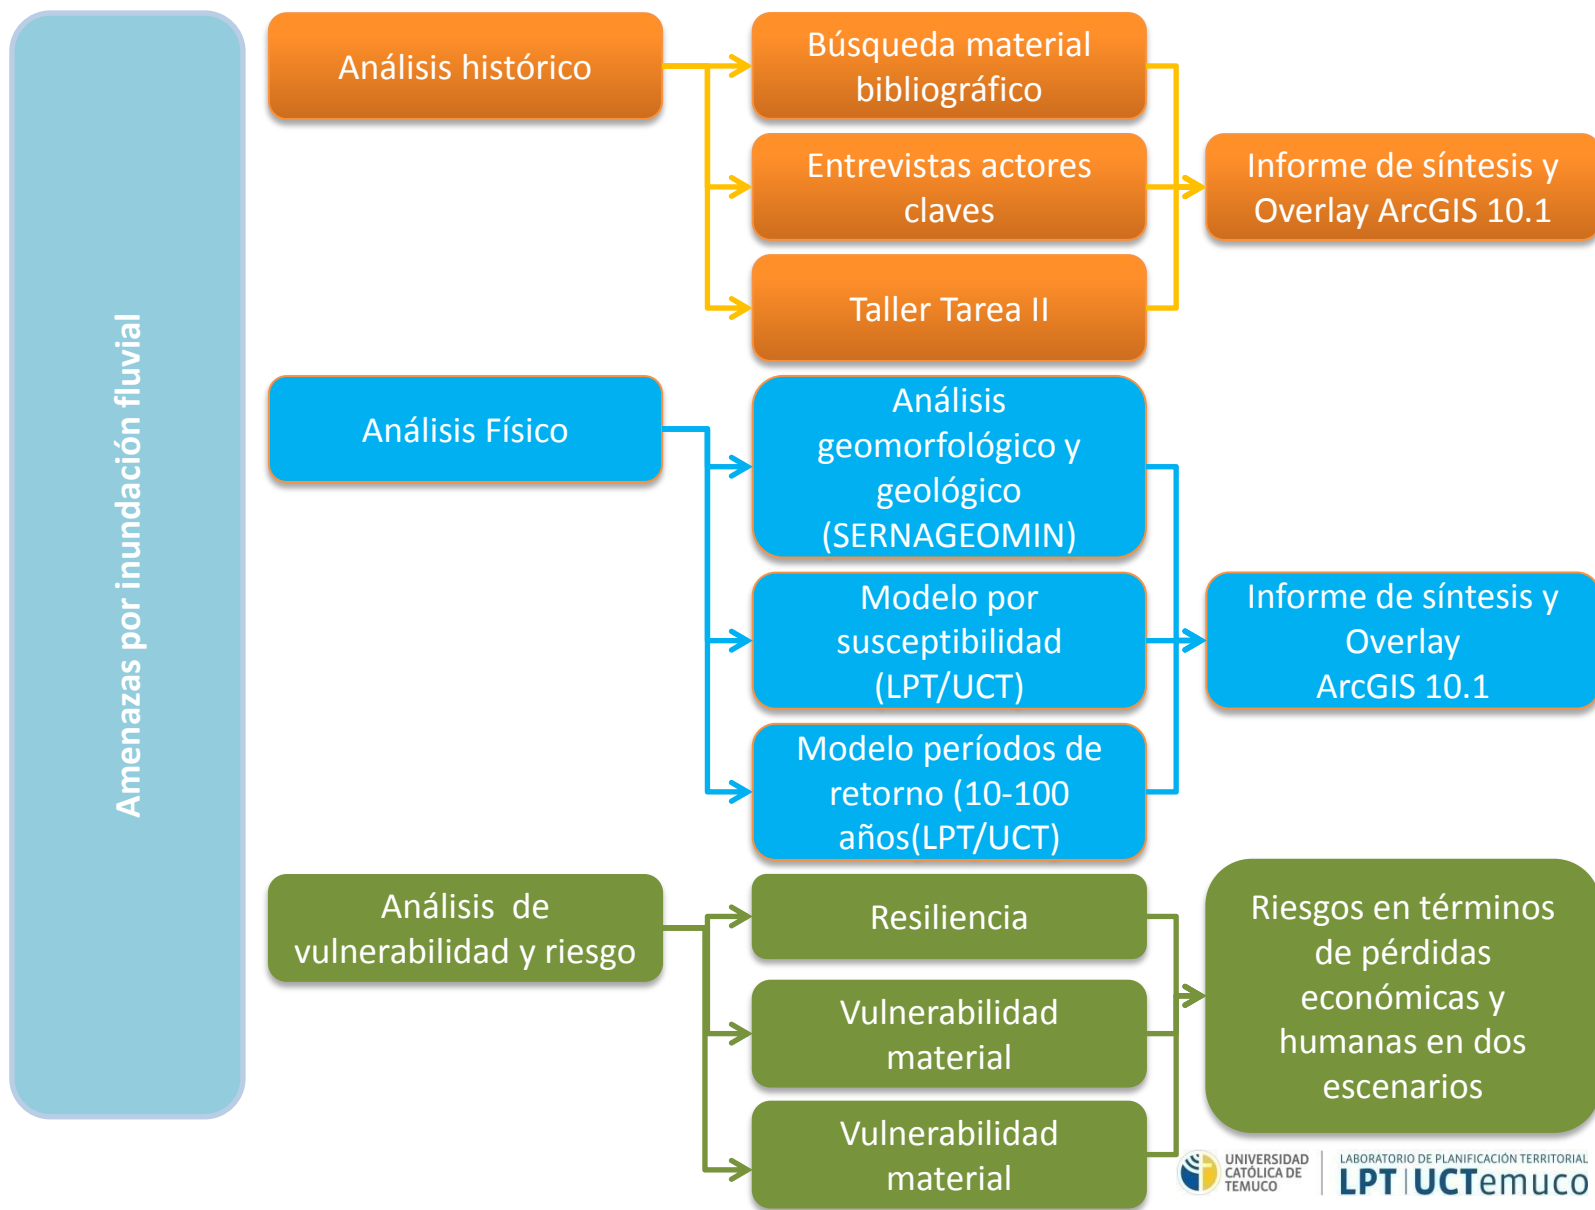 Amenazas por inundación fluvial
Análisis histórico
Búsqueda material
bibliográfico
Entrevistas actores
claves
Taller Tarea II
Informe de síntesis y
Overlay ArcGIS 10.1
Análisis Físico
Análisis
geomorfológico y
geológico
(SERNAGEOMIN)
Modelo por
susceptibilidad
(LPT/UCT)
Modelo períodos de
retorno (10-100
años(LPT/UCT)
Informe de síntesis y
Overlay
ArcGIS 10.1
Análisis de
vulnerabilidad y riesgo
Resiliencia
Vulnerabilidad
material
Vulnerabilidad
material
Riesgos en términos
de pérdidas
económicas y
humanas en dos
escenarios
UNIVERSIDAD
CATÓLICA DE
TEMUCO
LABORATORIO DE PLANIFICACIÓN TERRITORIAL
LPT | UCTemuco